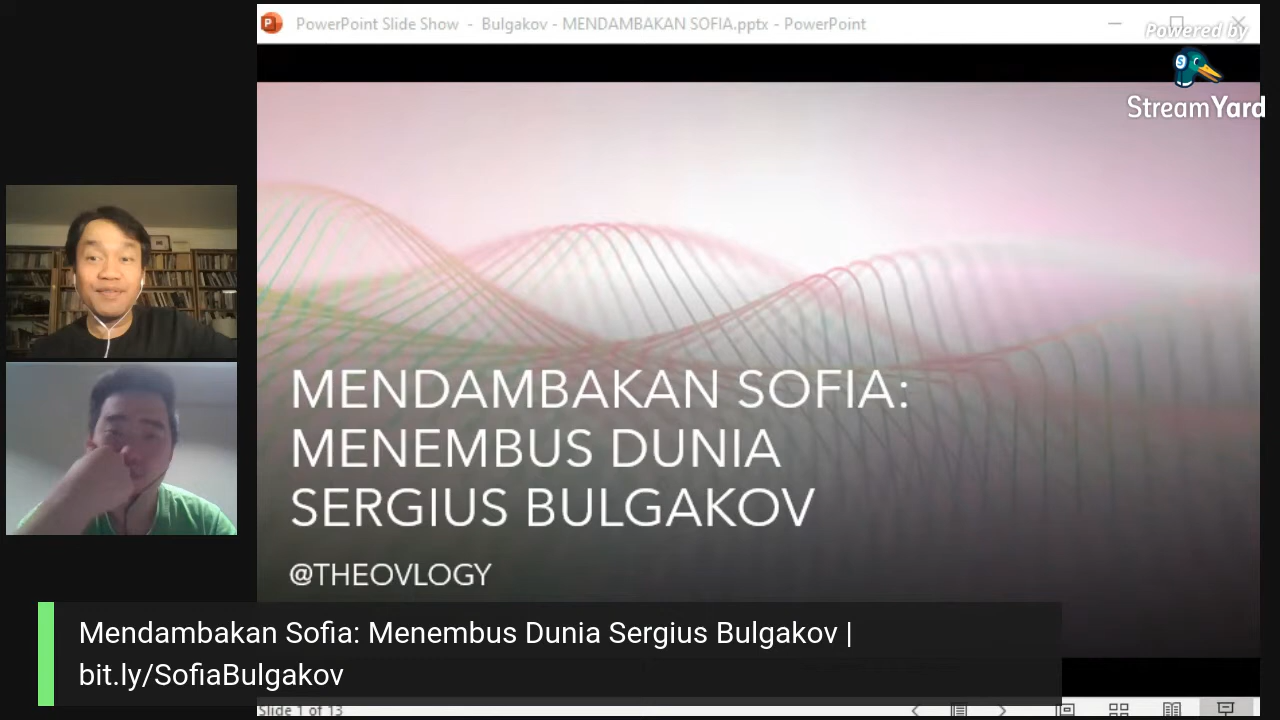 PowerPoint Slide Show - Bulgakov - MENDAMBAKAN SOFIA.pptx - PowerPoint
Powered by
StreamYard
MENDAMBAKAN SOFIA:
MENEMBUS DUNIA
SERGIUS BULGAKOV
@THEOVLOGY
Mendambakan Sofia: Menembus Dunia Sergius Bulgakov |
bit.ly/SofiaBulgakov
Slide 1 of 13